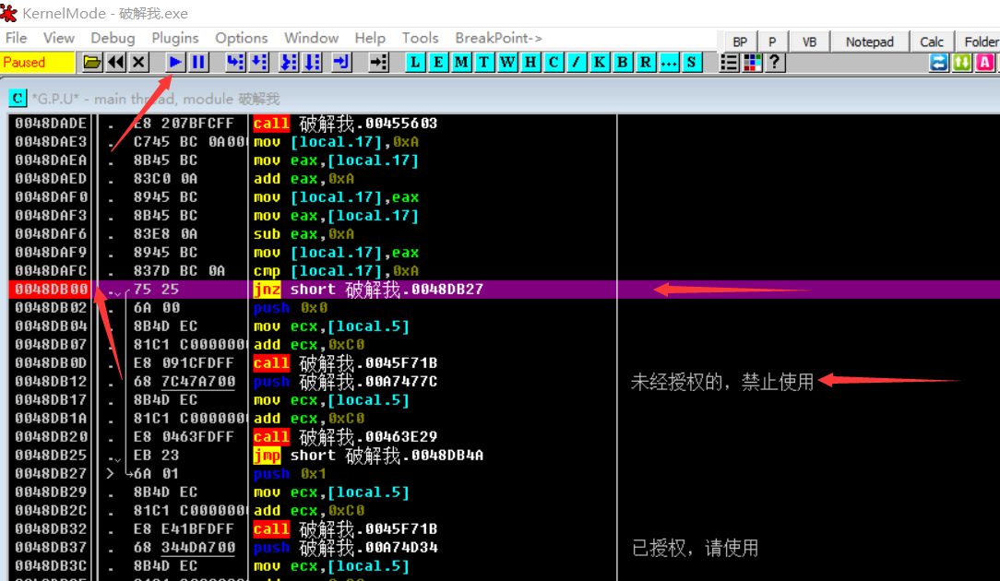 KernelMode - 破解我.exe
File View Debug Plugins Options Window Help Tools BreakPoint->
BP P VB Notepad Calc Folder
Paused L E M T W H C / K B R ... S ? A
C *G.P.U* - main thread, module 破解我
0048DADE . E8 207BFCFF call 破解我.00455603
0048DAE3 . C745 BC 0A00 mov [local.17],0xA
0048DAEA . 8B45 BC mov eax,[local.17]
0048DAED . 83C0 0A add eax,0xA
0048DAF0 . 8945 BC mov [local.17],eax
0048DAF3 . 8B45 BC mov eax,[local.17]
0048DAF6 . 83E8 0A sub eax,0xA
0048DAF9 . 8945 BC mov [local.17],eax
0048DAFC . 837D BC 0A cmp [local.17],0xA
0048DB00 . 75 25 jnz short 破解我.0048DB27
0048DB02 . 6A 00 push 0x0
0048DB04 . 8B4D EC mov ecx,[local.5]
0048DB07 . 81C1 C0000000 add ecx,0xC0
0048DB0D . E8 091CFDFF call 破解我.0045F71B
0048DB12 . 68 7C47A700 push 破解我.00A7477C 未经授权的，禁止使用
0048DB17 . 8B4D EC mov ecx,[local.5]
0048DB1A . 81C1 C0000000 add ecx,0xC0
0048DB20 . E8 0463FDFF call 破解我.00463E29
0048DB25 . EB 23 jmp short 破解我.0048DB4A
0048DB27 > 6A 01 push 0x1
0048DB29 . 8B4D EC mov ecx,[local.5]
0048DB2C . 81C1 C0000000 add ecx,0xC0
0048DB32 . E8 E41BFDFF call 破解我.0045F71B
0048DB37 . 68 344DA700 push 破解我.00A74D34 已授权，请使用
0048DB3C . 8B4D EC mov ecx,[local.5]